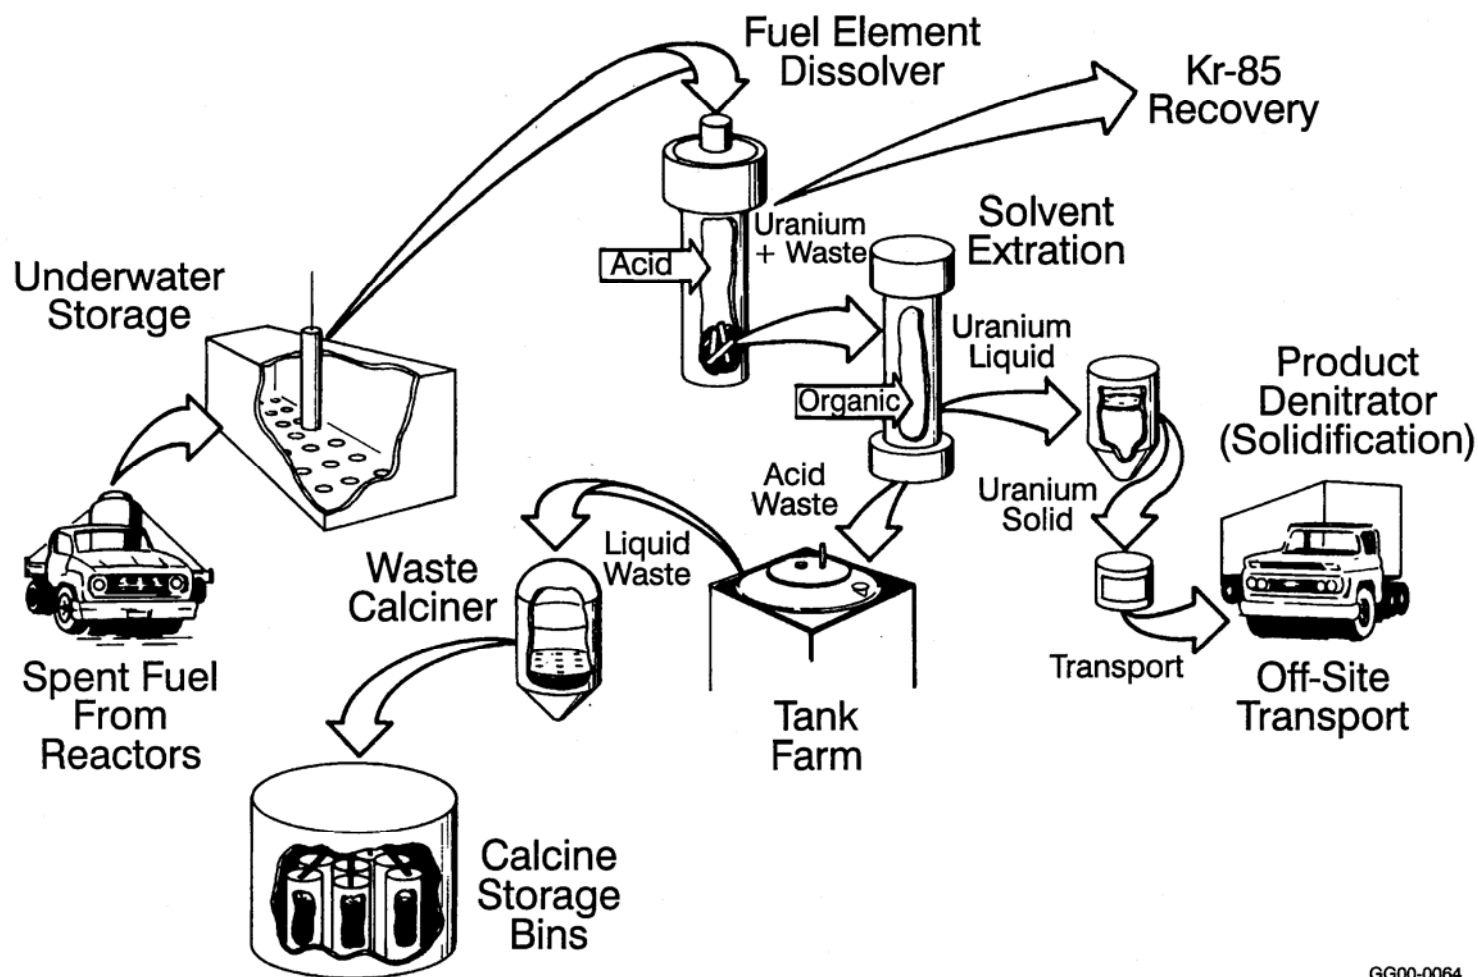 Fuel Element
Dissolver
Kr-85
Recovery
Uranium
+ Waste
Acid
Solvent
Extration
Underwater
Storage
Uranium
Liquid
Organic
Product
Denitrator
(Solidification)
Acid
Waste
Uranium
Solid
Liquid
Waste
Waste
Calciner
Spent Fuel
From
Reactors
Transport
Off-Site
Transport
Tank
Farm
Calcine
Storage
Bins
GG00-0064